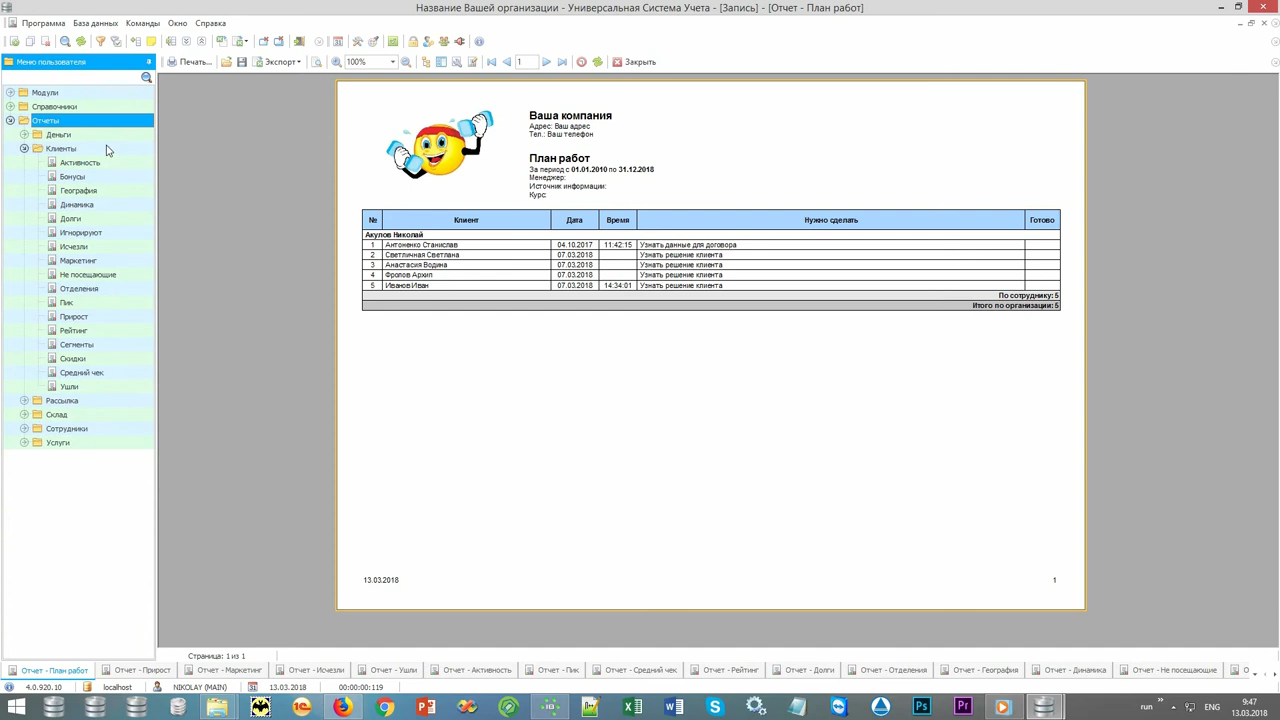 Название Вашей организации - Универсальная Система Учета - [Запись] - [Отчет - План работ]
Программа База данных Команды Окно Справка
Меню пользователя
Печать... Экспорт 100% 1 Закрыть
Модули
Справочники
Отчеты
Деньги
Клиенты
Активность
Бонусы
География
Динамика
Долги
Игнорируют
Исчезли
Маркетинг
Не посещающие
Отделения
Пик
Прирост
Рейтинг
Сегменты
Скидки
Средний чек
Ушли
Рассылка
Склад
Сотрудники
Услуги
Ваша компания
Адрес: Ваш адрес
Тел.: Ваш телефон
План работ
За период с 01.01.2010 по 31.12.2018
Менеджер:
Источник информации:
Курс:
№ Клиент Дата Время Нужно сделать Готово
Акулов Николай
1 Антоненко Станислав 04.10.2017 11:42:15 Узнать данные для договора
2 Светличная Светлана 07.03.2018 Узнать решение клиента
3 Анастасия Водина 07.03.2018 Узнать решение клиента
4 Фролов Архип 07.03.2018 Узнать решение клиента
5 Иванов Иван 07.03.2018 14:34:01 Узнать решение клиента
По сотруднику: 5
Итого по организации: 5
13.03.2018 1
Страница: 1 из 1
Отчет - План работ Отчет - Прирост Отчет - Маркетинг Отчет - Исчезли Отчет - Ушли Отчет - Активность Отчет - Пик Отчет - Средний чек Отчет - Рейтинг Отчет - Долги Отчет - Отделения Отчет - География Отчет - Динамика Отчет - Не посещающие О
4.0.920.10 localhost NIKOLAY (MAIN) 13.03.2018 00:00:00:119
run ENG 9:47
13.03.2018